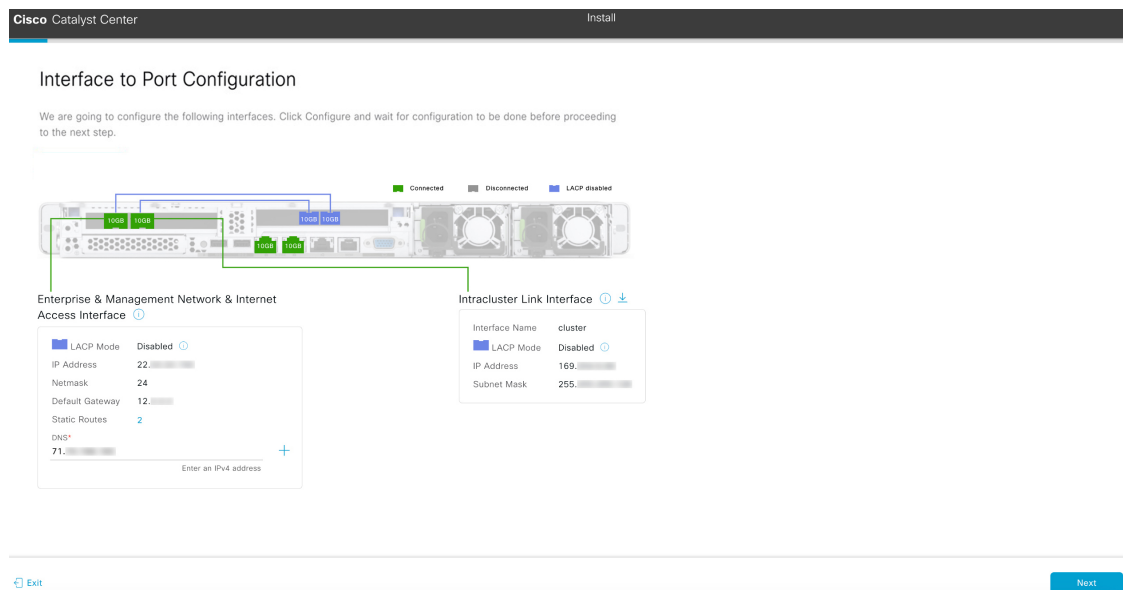 Cisco Catalyst Center
Install
Interface to Port Configuration
We are going to configure the following interfaces. Click Configure and wait for configuration to be done before proceeding
to the next step.
Connected
Disconnected
LACP disabled
10GB
10GB
10GB
10GB
10GB
10GB
Enterprise & Management Network & Internet
Access Interface
LACP Mode Disabled
IP Address 22.
Netmask 24
Default Gateway 12.
Static Routes 2
DNS*
71.
Enter an IPv4 address
Intracluster Link Interface
Interface Name cluster
LACP Mode Disabled
IP Address 169.
Subnet Mask 255.
Exit
Next